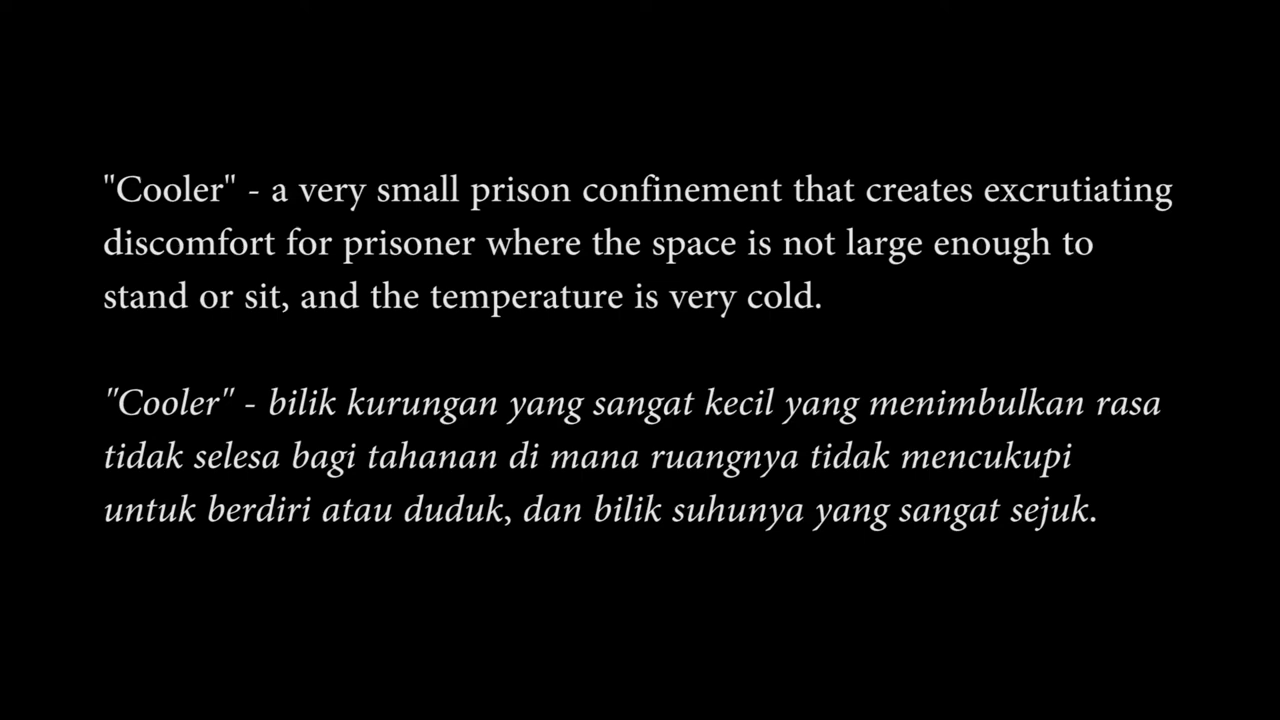 "Cooler" - a very small prison confinement that creates excrutiating
discomfort for prisoner where the space is not large enough to
stand or sit, and the temperature is very cold.
"Cooler" - bilik kurungan yang sangat kecil yang menimbulkan rasa
tidak selesa bagi tahanan di mana ruangnya tidak mencukupi
untuk berdiri atau duduk, dan bilik suhunya yang sangat sejuk.